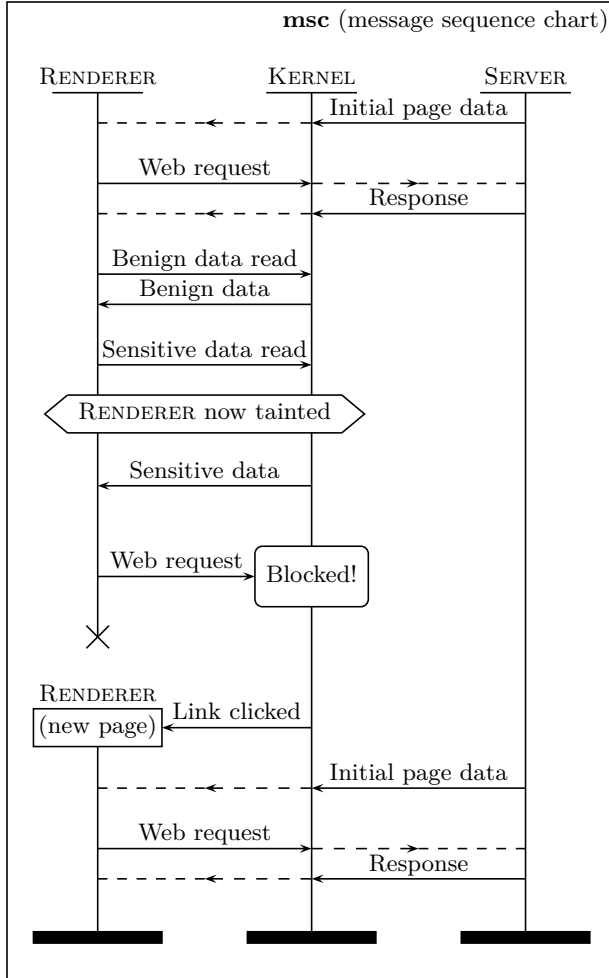 msc (message sequence chart)
RENDERER KERNEL SERVER
Initial page data
Web request
Response
Benign data read
Benign data
Sensitive data read
RENDERER now tainted
Sensitive data
Web request
Blocked!
RENDERER
(new page)
Link clicked
Initial page data
Web request
Response